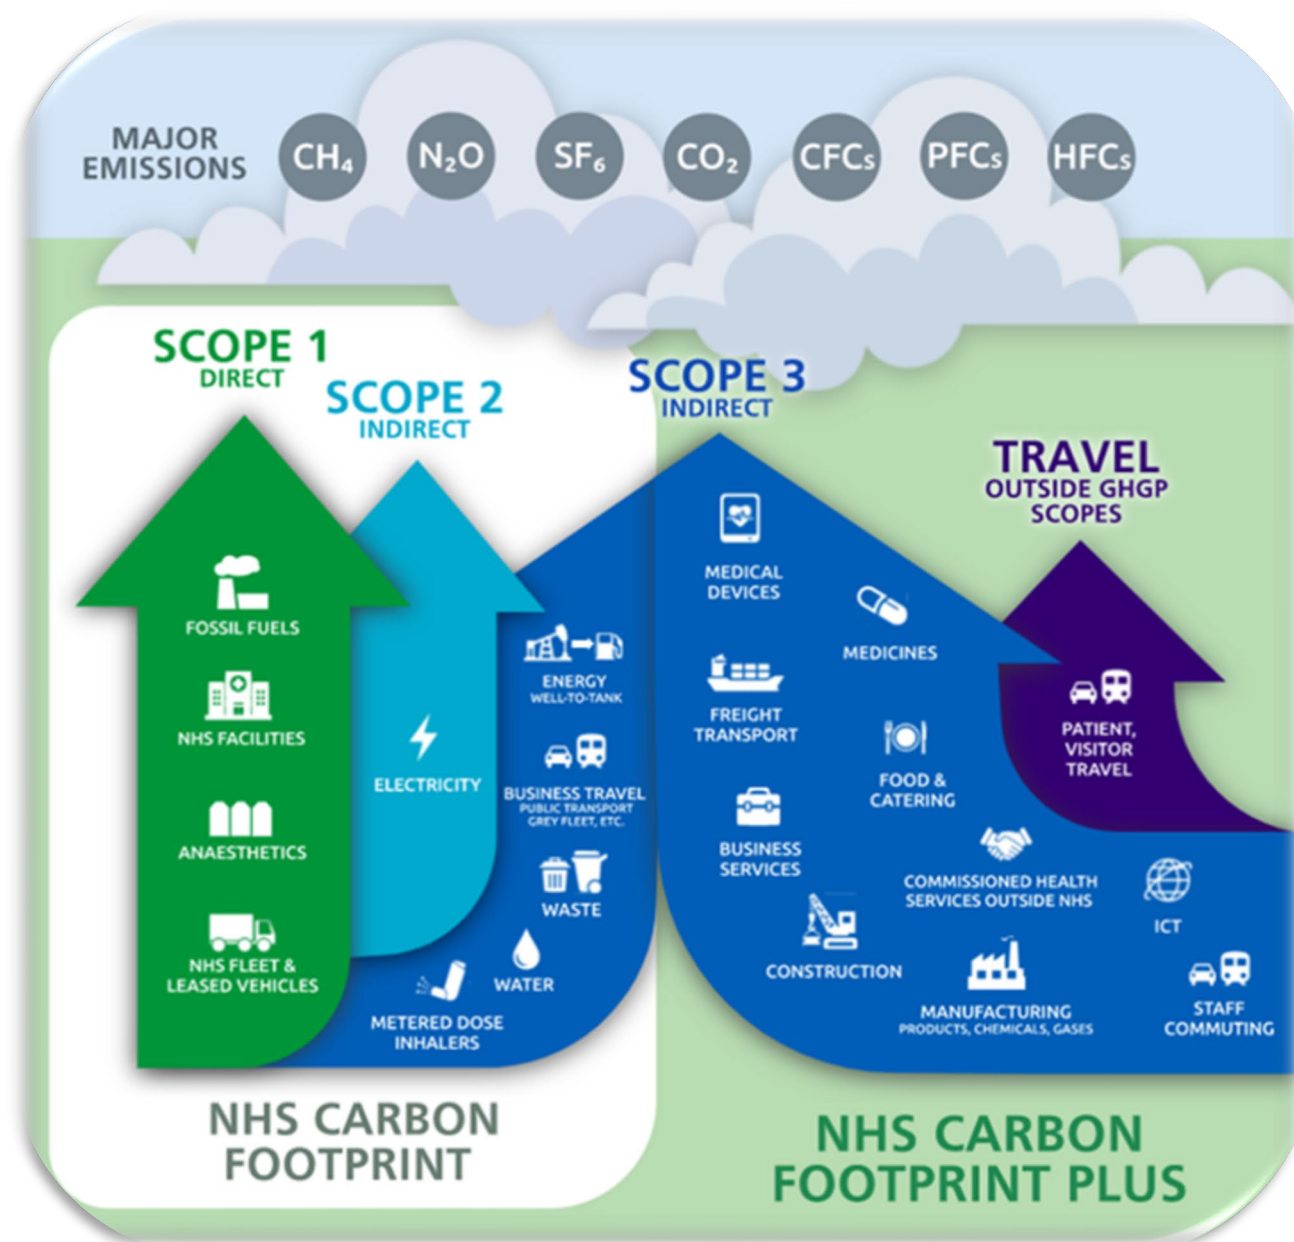 MAJOR
EMISSIONS
CH₄
N₂O
SF₆
CO₂
CFCs
PFCs
HFCs
SCOPE 1
DIRECT
SCOPE 2
INDIRECT
SCOPE 3
INDIRECT
TRAVEL
OUTSIDE GHGP
SCOPES
FOSSIL FUELS
NHS FACILITIES
ANAESTHETICS
NHS FLEET &
LEASED VEHICLES
ELECTRICITY
ENERGY
WELL-TO-TANK
BUSINESS TRAVEL
PUBLIC TRANSPORT
GREY FLEET, ETC.
WASTE
WATER
METERED DOSE
INHALERS
MEDICAL
DEVICES
MEDICINES
FREIGHT
TRANSPORT
FOOD &
CATERING
BUSINESS
SERVICES
COMMISSIONED HEALTH
SERVICES OUTSIDE NHS
CONSTRUCTION
MANUFACTURING
PRODUCTS, CHEMICALS, GASES
ICT
STAFF
COMMUTING
PATIENT,
VISITOR
TRAVEL
NHS CARBON
FOOTPRINT
NHS CARBON
FOOTPRINT PLUS